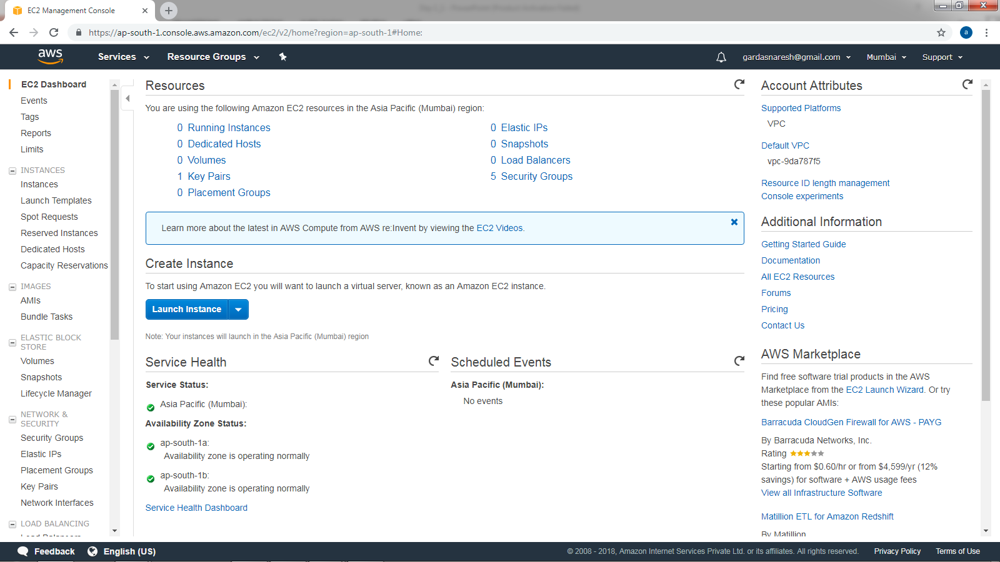 EC2 Management Console
https://ap-south-1.console.aws.amazon.com/ec2/v2/home?region=ap-south-1#Home:
a
aws
Services
Resource Groups
gardasnaresh@gmail.com
Mumbai
Support
EC2 Dashboard
Events
Tags
Reports
Limits
INSTANCES
Instances
Launch Templates
Spot Requests
Reserved Instances
Dedicated Hosts
Capacity Reservations
IMAGES
AMIs
Bundle Tasks
ELASTIC BLOCK
STORE
Volumes
Snapshots
Lifecycle Manager
NETWORK &
SECURITY
Security Groups
Elastic IPs
Placement Groups
Key Pairs
Network Interfaces
LOAD BALANCING
Load Balancers
Resources
You are using the following Amazon EC2 resources in the Asia Pacific (Mumbai) region:
0 Running Instances
0 Dedicated Hosts
0 Volumes
1 Key Pairs
0 Placement Groups
0 Elastic IPs
0 Snapshots
0 Load Balancers
5 Security Groups
Learn more about the latest in AWS Compute from AWS re:Invent by viewing the EC2 Videos.
Create Instance
To start using Amazon EC2 you will want to launch a virtual server, known as an Amazon EC2 instance.
Launch Instance
Note: Your instances will launch in the Asia Pacific (Mumbai) region
Service Health
Service Status:
Asia Pacific (Mumbai):
Availability Zone Status:
ap-south-1a:
Availability zone is operating normally
ap-south-1b:
Availability zone is operating normally
Service Health Dashboard
Scheduled Events
Asia Pacific (Mumbai):
No events
Account Attributes
Supported Platforms
VPC
Default VPC
vpc-9da787f5
Resource ID length management
Console experiments
Additional Information
Getting Started Guide
Documentation
All EC2 Resources
Forums
Pricing
Contact Us
AWS Marketplace
Find free software trial products in the AWS
Marketplace from the EC2 Launch Wizard. Or try
these popular AMIs:
Barracuda CloudGen Firewall for AWS - PAYG
By Barracuda Networks, Inc.
Rating
Starting from $0.60/hr or from $4,599/yr (12%
savings) for software + AWS usage fees
View all Infrastructure Software
Matillion ETL for Amazon Redshift
By Matillion
Feedback
English (US)
© 2008 - 2018, Amazon Internet Services Private Ltd. or its affiliates. All rights reserved.
Privacy Policy
Terms of Use